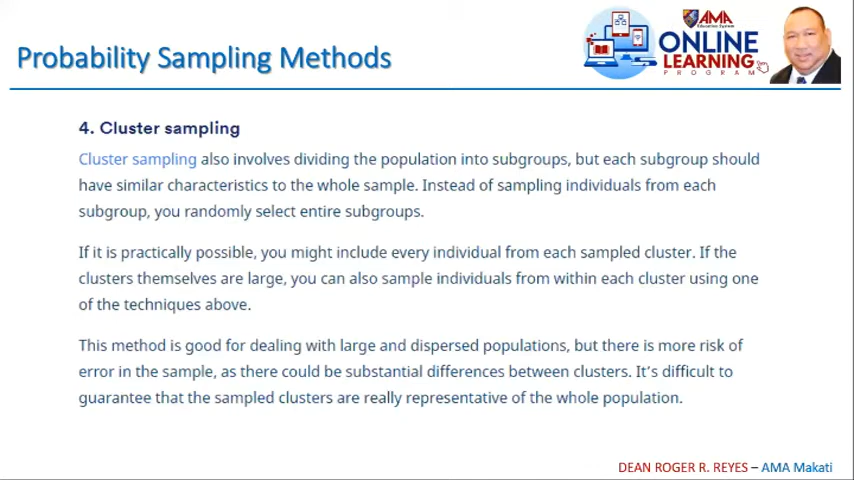 Probability Sampling Methods
AMA
Education System
ONLINE
LEARNING
PROGRAM
4. Cluster sampling
Cluster sampling also involves dividing the population into subgroups, but each subgroup should
have similar characteristics to the whole sample. Instead of sampling individuals from each
subgroup, you randomly select entire subgroups.
If it is practically possible, you might include every individual from each sampled cluster. If the
clusters themselves are large, you can also sample individuals from within each cluster using one
of the techniques above.
This method is good for dealing with large and dispersed populations, but there is more risk of
error in the sample, as there could be substantial differences between clusters. It's difficult to
guarantee that the sampled clusters are really representative of the whole population.
DEAN ROGER R. REYES – AMA Makati